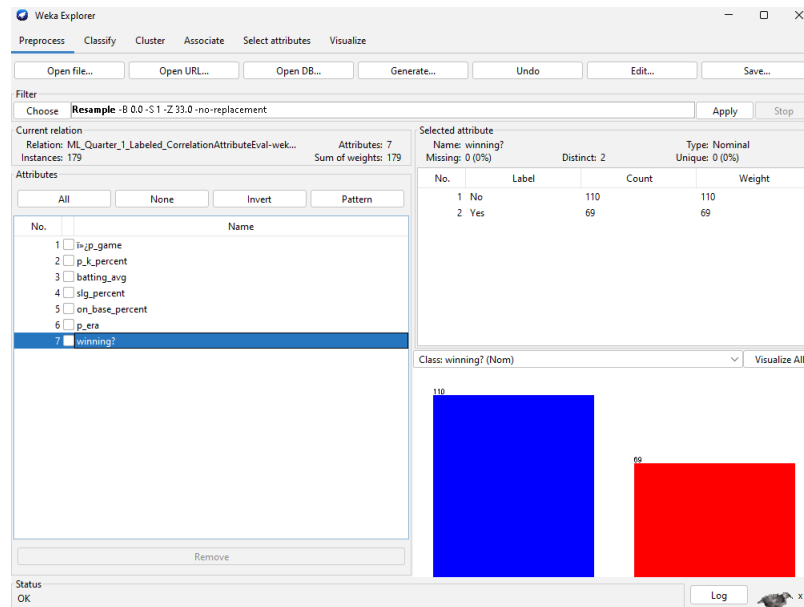 Weka Explorer
Preprocess Classify Cluster Associate Select attributes Visualize
Open file... Open URL... Open DB... Generate... Undo Edit... Save...
Filter
Choose Resample -B 0.0 -S 1 -Z 33.0 -no-replacement Apply Stop
Current relation
Relation: ML_Quarter_1_Labeled_CorrelationAttributeEval-wek... Attributes: 7
Instances: 179 Sum of weights: 179
Attributes
All None Invert Pattern
No. Name
1 ï»¿p_game
2 p_k_percent
3 batting_avg
4 slg_percent
5 on_base_percent
6 p_era
7 winning?
Remove
Selected attribute
Name: winning? Type: Nominal
Missing: 0 (0%) Distinct: 2 Unique: 0 (0%)
No. Label Count Weight
1 No 110 110
2 Yes 69 69
Class: winning? (Nom) Visualize All
110
69
Status
OK
Log x